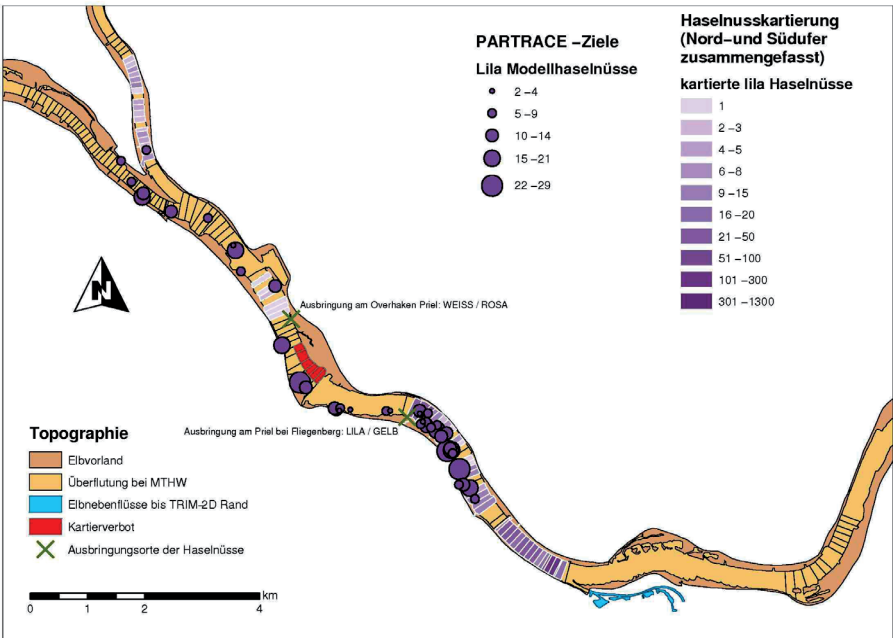 PARTRACE –Ziele
Lila Modellhaselnüsse
2 –4
5 –9
10 –14
15 –21
22 –29
Haselnusskartierung
(Nord–und Südufer
zusammengefasst)
kartierte lila Haselnüsse
1
2 –3
4 –5
6 –8
9 –15
16 –20
21 –50
51 –100
101 –300
301 –1300
N
Ausbringung am Overhaken Priel: WEISS / ROSA
Ausbringung am Priel bei Fliegenberg: LILA / GELB
Topographie
Elbvorland
Überflutung bei MTHW
Elbnebenflüsse bis TRIM–2D Rand
Kartierverbot
Ausbringungsorte der Haselnüsse
km
0 1 2 4